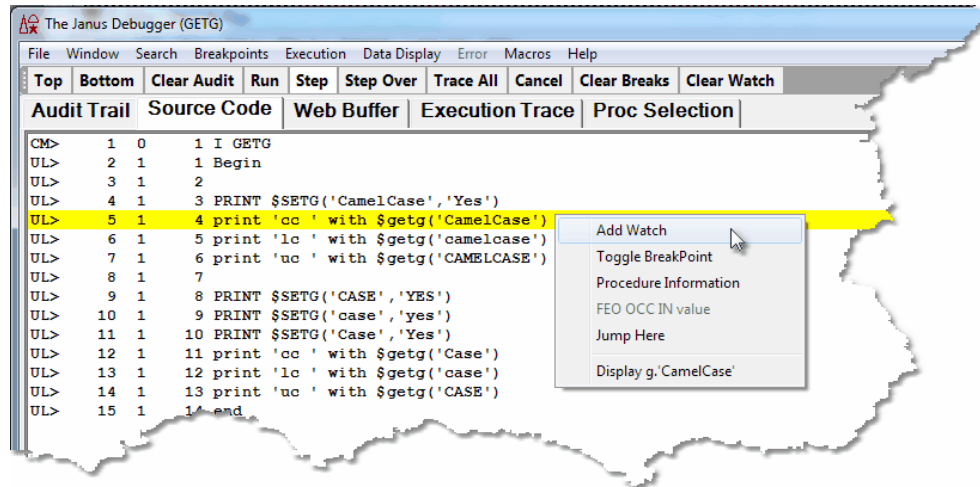 The Janus Debugger (GETG)
File Window Search Breakpoints Execution Data Display Error Macros Help
Top Bottom Clear Audit Run Step Step Over Trace All Cancel Clear Breaks Clear Watch
Audit Trail Source Code Web Buffer Execution Trace Proc Selection
CM> 1 0 1 I GETG
UL> 2 1 1 Begin
UL> 3 1 2
UL> 4 1 3 PRINT $SETG('CamelCase','Yes')
UL> 5 1 4 print 'cc ' with $getg('CamelCase')
UL> 6 1 5 print 'lc ' with $getg('camelcase')
UL> 7 1 6 print 'uc ' with $getg('CAMELCASE')
UL> 8 1 7
UL> 9 1 8 PRINT $SETG('CASE','YES')
UL> 10 1 9 PRINT $SETG('case','yes')
UL> 11 1 10 PRINT $SETG('Case','Yes')
UL> 12 1 11 print 'cc ' with $getg('Case')
UL> 13 1 12 print 'lc ' with $getg('case')
UL> 14 1 13 print 'uc ' with $getg('CASE')
UL> 15 1 14 end
Add Watch
Toggle BreakPoint
Procedure Information
FEO OCC IN value
Jump Here
Display g.'CamelCase'